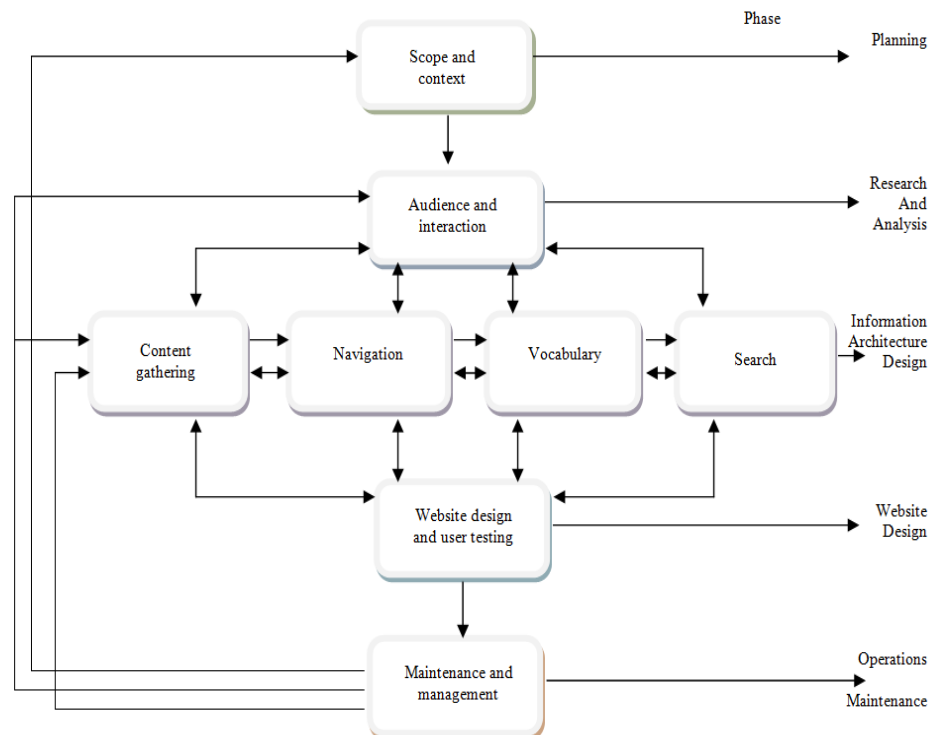 Phase
Scope and
context
Planning
Audience and
interaction
Research
And
Analysis
Content
gathering
Navigation
Vocabulary
Search
Information
Architecture
Design
Website design
and user testing
Website
Design
Maintenance and
management
Operations
Maintenance